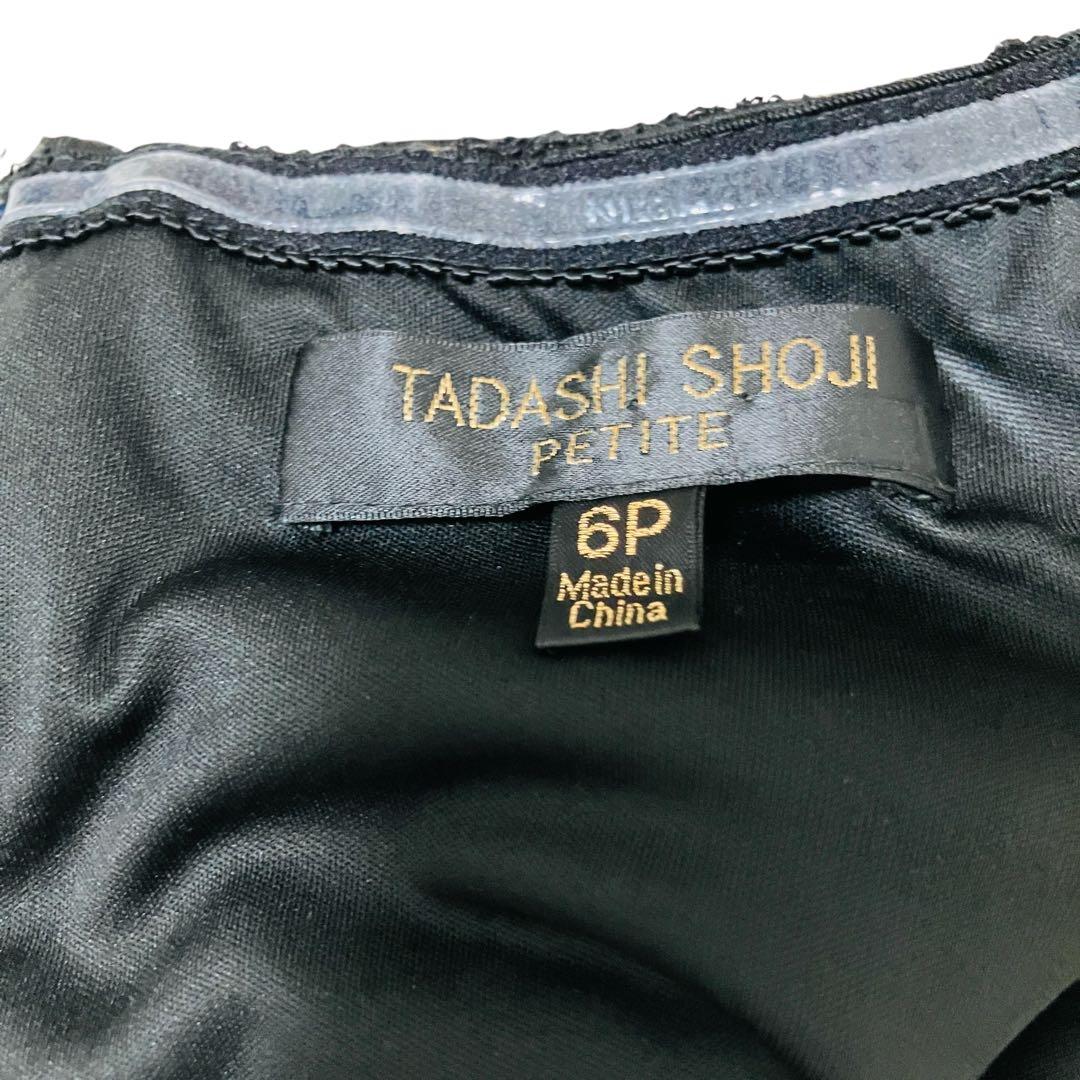 TADASHI SHOJI
PETITE
6P
Made in
China